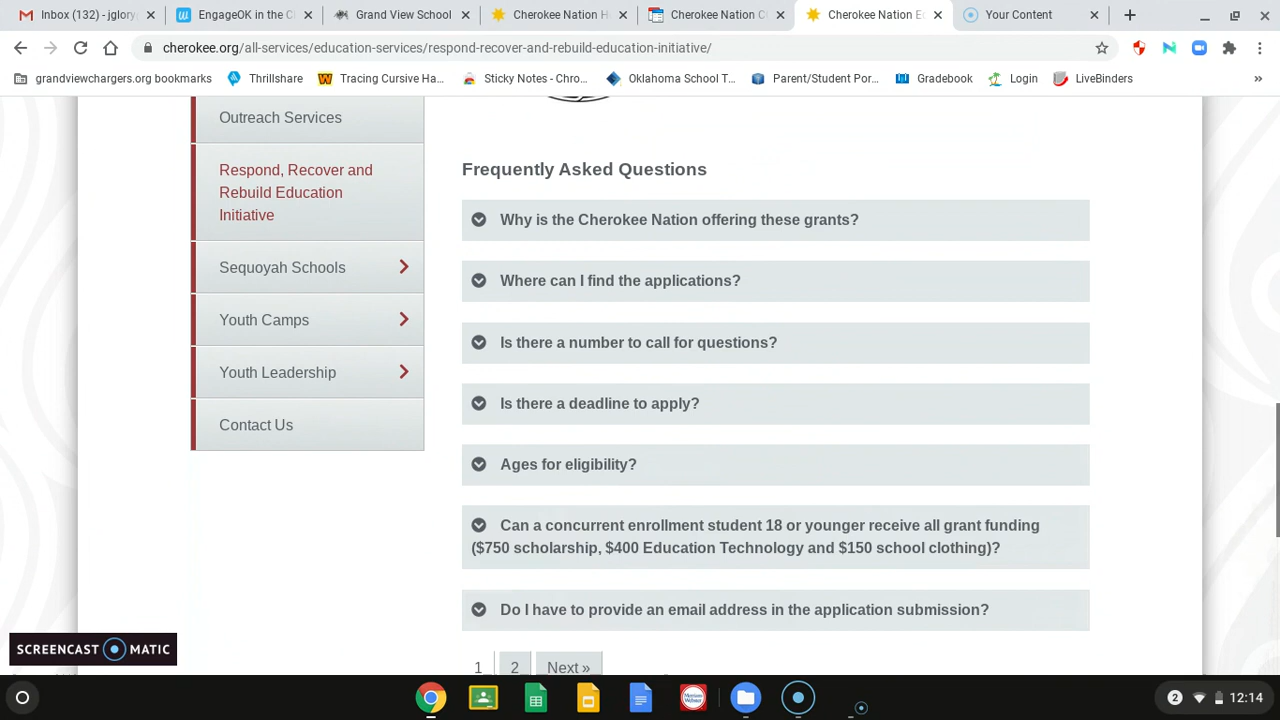 Inbox (132) - jglory
EngageOK in the C
Grand View School
Cherokee Nation H
Cherokee Nation C
Cherokee Nation E
Your Content
cherokee.org/all-services/education-services/respond-recover-and-rebuild-education-initiative/
grandviewchargers.org bookmarks
Thrillshare
Tracing Cursive Ha...
Sticky Notes - Chro...
Oklahoma School T...
Parent/Student Por...
Gradebook
Login
LiveBinders
»
Outreach Services
Respond, Recover and
Rebuild Education
Initiative
Sequoyah Schools
Youth Camps
Youth Leadership
Contact Us
Frequently Asked Questions
Why is the Cherokee Nation offering these grants?
Where can I find the applications?
Is there a number to call for questions?
Is there a deadline to apply?
Ages for eligibility?
Can a concurrent enrollment student 18 or younger receive all grant funding
($750 scholarship, $400 Education Technology and $150 school clothing)?
Do I have to provide an email address in the application submission?
1 2 Next »
SCREENCAST MATIC
2 12:14